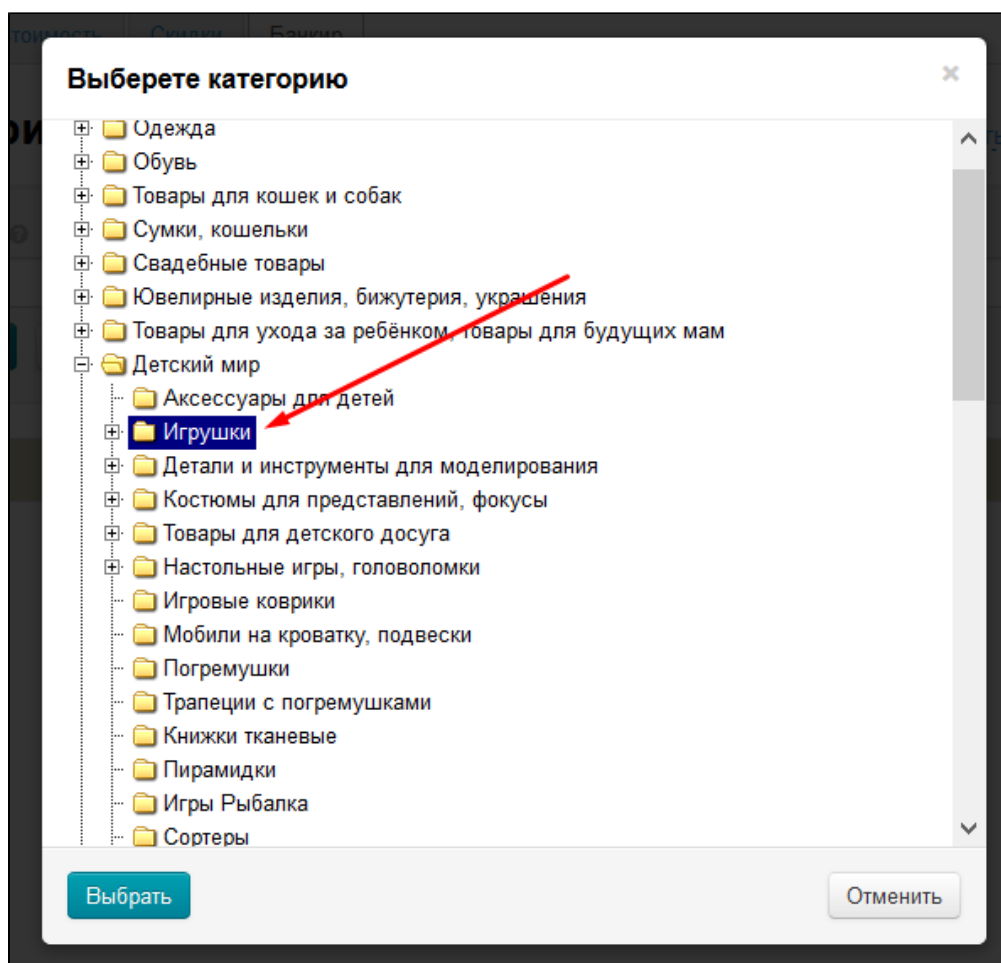 Скидки
Банкир
Выберете категорию
Одежда
Обувь
Товары для кошек и собак
Сумки, кошельки
Свадебные товары
Ювелирные изделия, бижутерия, украшения
Товары для ухода за ребёнком, товары для будущих мам
Детский мир
Аксессуары для детей
Игрушки
Детали и инструменты для моделирования
Костюмы для представлений, фокусы
Товары для детского досуга
Настольные игры, головоломки
Игровые коврики
Мобили на кроватку, подвески
Погремушки
Трапеции с погремушками
Книжки тканевые
Пирамидки
Игры Рыбалка
Сортеры
Выбрать
Отменить